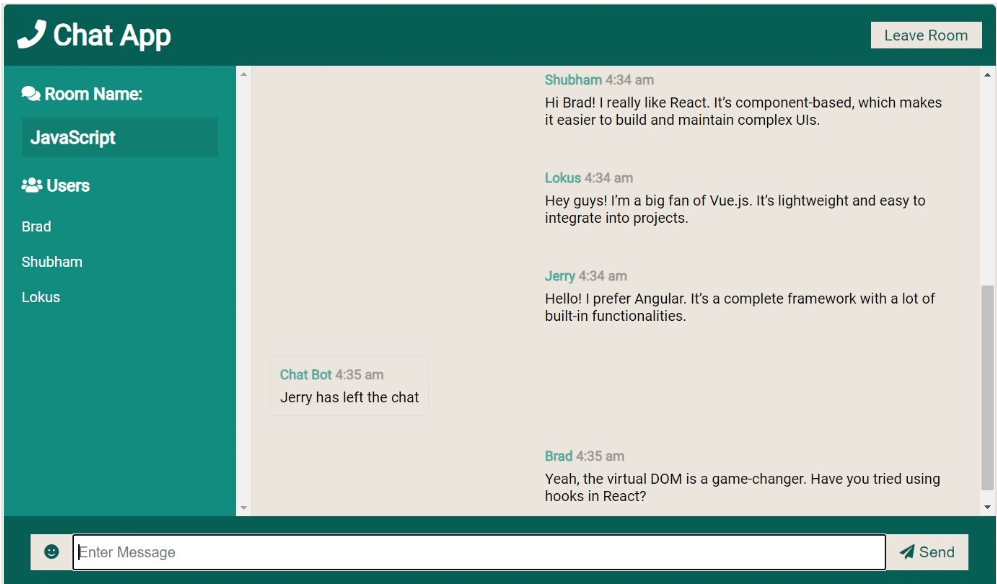 Chat App
Leave Room
Room Name:
JavaScript
Users
Brad
Shubham
Lokus
Shubham 4:34 am
Hi Brad! I really like React. It's component-based, which makes
it easier to build and maintain complex UIs.
Lokus 4:34 am
Hey guys! I'm a big fan of Vue.js. It's lightweight and easy to
integrate into projects.
Jerry 4:34 am
Hello! I prefer Angular. It's a complete framework with a lot of
built-in functionalities.
Chat Bot 4:35 am
Jerry has left the chat
Brad 4:35 am
Yeah, the virtual DOM is a game-changer. Have you tried using
hooks in React?
Enter Message
Send